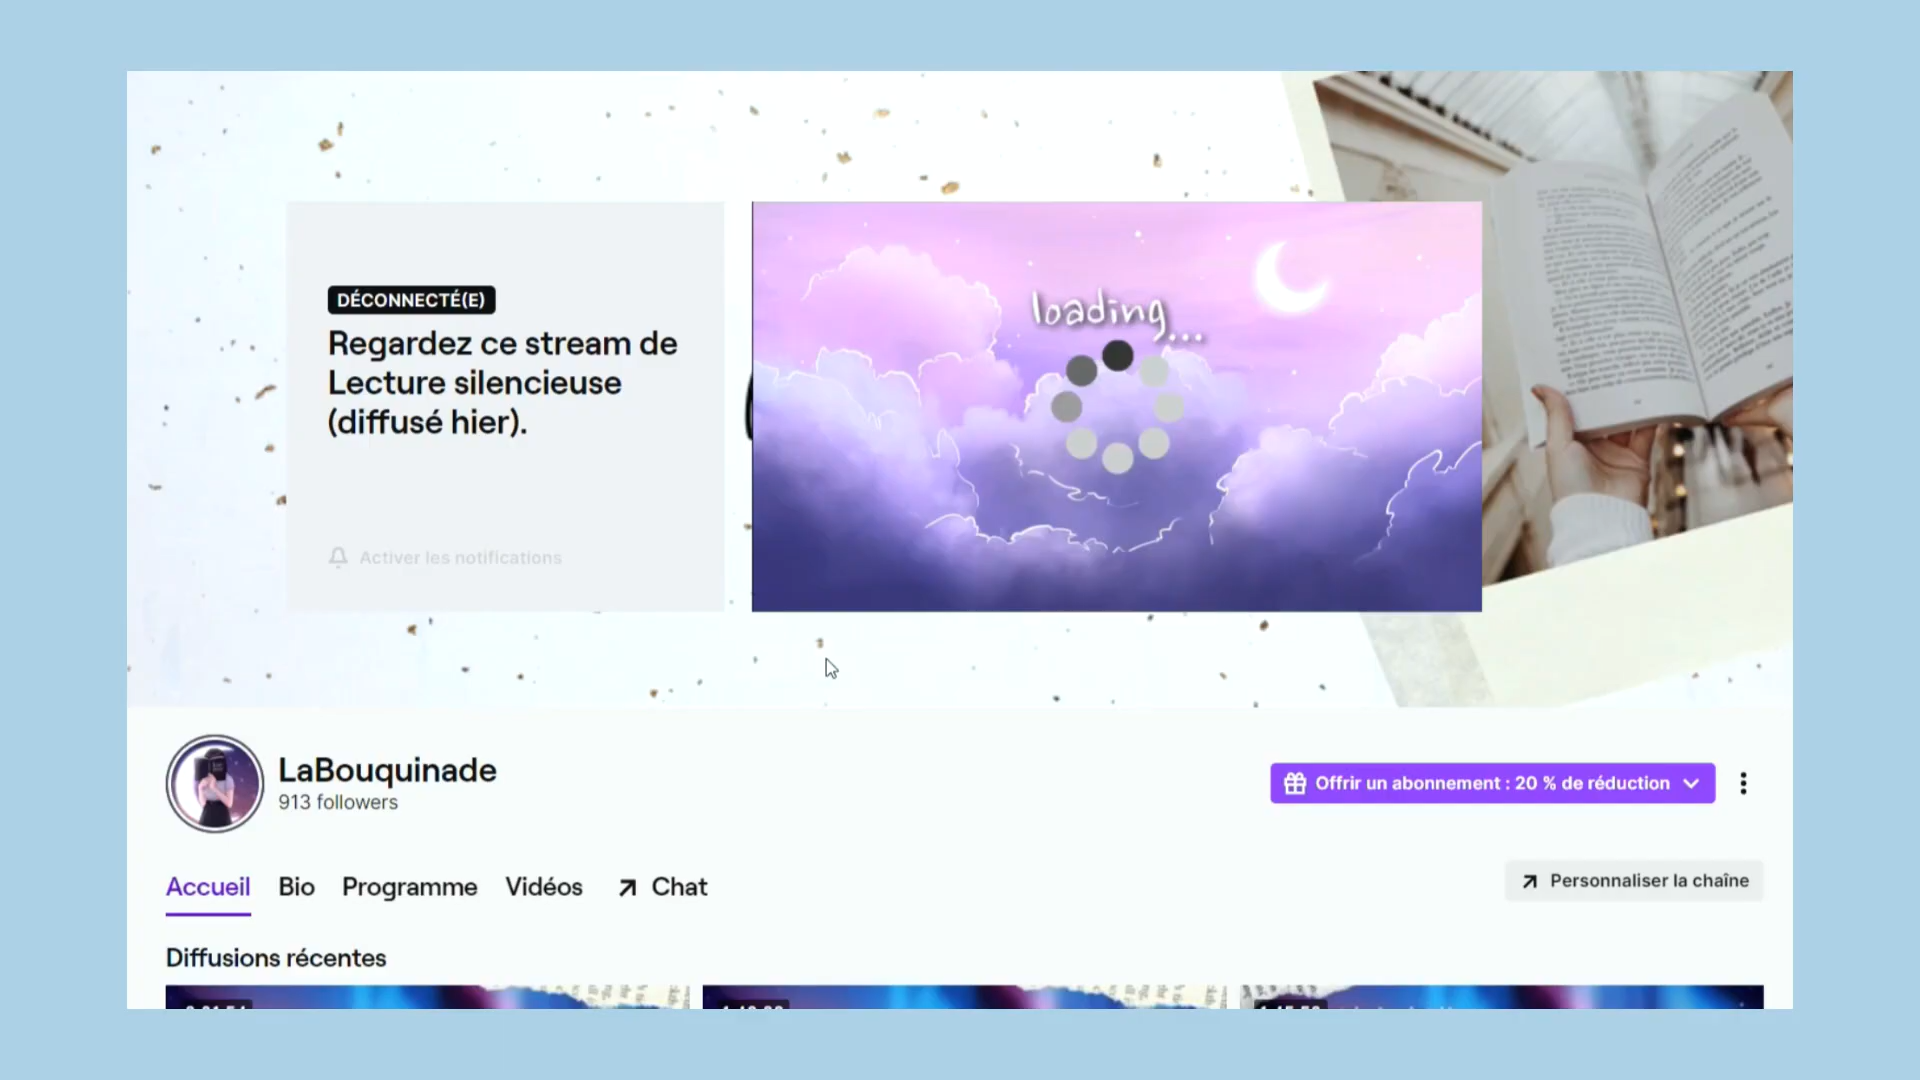 DÉCONNECTÉ(E)
Regardez ce stream de
Lecture silencieuse
(diffusé hier).
Activer les notifications
loading...
LaBouquinade
913 followers
Offrir un abonnement : 20 % de réduction
Accueil
Bio
Programme
Vidéos
Chat
Personnaliser la chaîne
Diffusions récentes